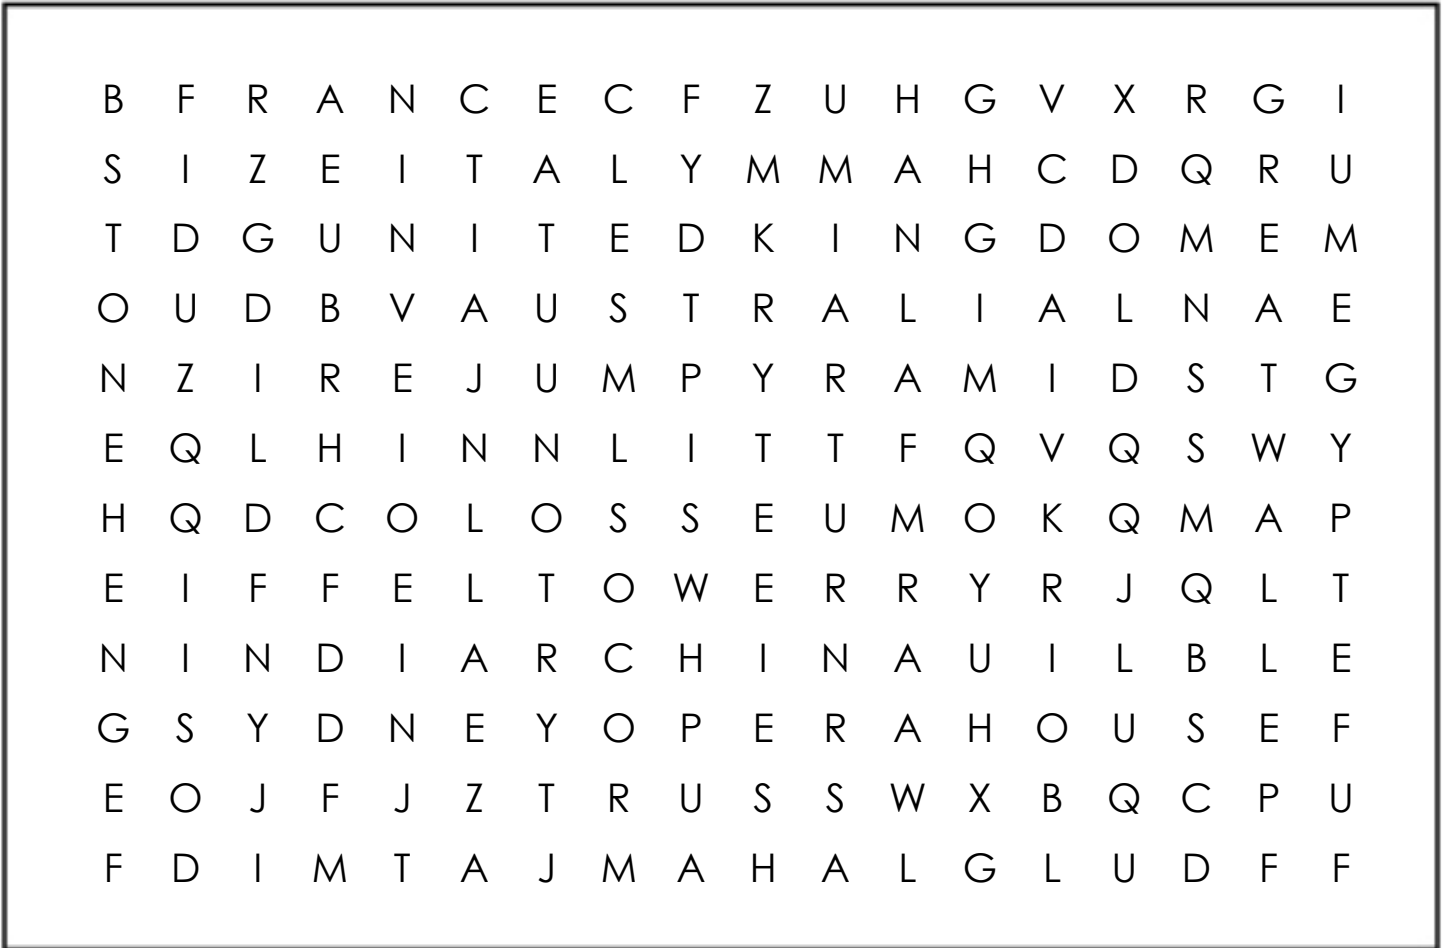 B F R A N C E C F Z U H G V X R G I
S I Z E I T A L Y M M A H C D Q R U
T D G U N I T E D K I N G D O M E M
O U D B V A U S T R A L I A L N A E
N Z I R E J U M P Y R A M I D S T G
E Q L H I N N L I T T F Q V Q S W Y
H Q D C O L O S S E U M O K Q M A P
E I F F E L T O W E R R Y R J Q L T
N I N D I A R C H I N A U I L B L E
G S Y D N E Y O P E R A H O U S E F
E O J F J Z T R U S S W X B Q C P U
F D I M T A J M A H A L G L U D F F